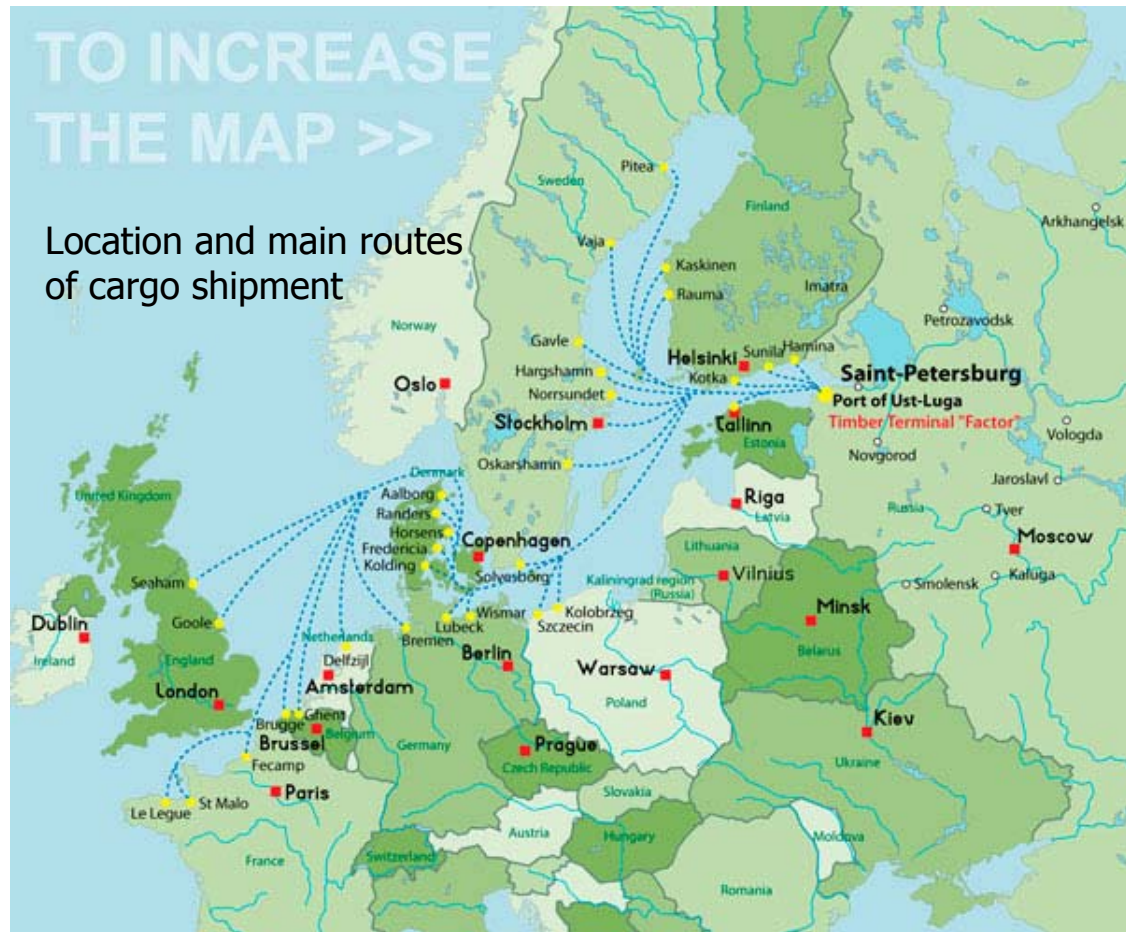 TO INCREASE
THE MAP >>
Location and main routes
of cargo shipment
Pitea
Sweden
Finland
Arkhangelsk
Vaja
Kaskinen
Imatra
Rauma
Petrozavodsk
Norway
Gavle
Helsinki
Sunila
Hamina
Hargshamn
Kotka
Saint-Petersburg
Oslo
Norrsundet
Port of Ust-Luga
Stockholm
Tallinn
Timber Terminal "Factor"
Estonia
Vologda
Novgorod
Oskarshamn
Denmark
Jaroslavl
United Kingdom
Aalborg
Riga
Latvia
Russia
Tver
Randers
Horsens
Copenhagen
Moscow
Fredericia
Lithuania
Kolding
Solvesborg
Vilnius
Kaluga
Seaham
Kaliningrad region
(Russia)
Smolensk
Dublin
Goole
Wismar
Kolobrzeg
Minsk
Lubeck
Szczecin
Netherlands
Bremen
Ireland
England
Delfzijl
Berlin
Belarus
Warsaw
London
Amsterdam
Poland
Brugge
Ghent
Kiev
Brussel
Belgium
Germany
Prague
Fecamp
Czech Republic
Ukraine
Paris
Slovakia
Le Legue
St Malo
Austria
Hungary
Moldova
France
Switzerland
Romania